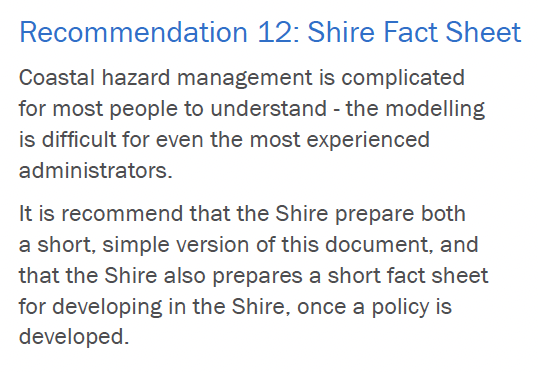 Recommendation 12: Shire Fact Sheet
Coastal hazard management is complicated
for most people to understand - the modelling
is difficult for even the most experienced
administrators.
It is recommend that the Shire prepare both
a short, simple version of this document, and
that the Shire also prepares a short fact sheet
for developing in the Shire, once a policy is
developed.